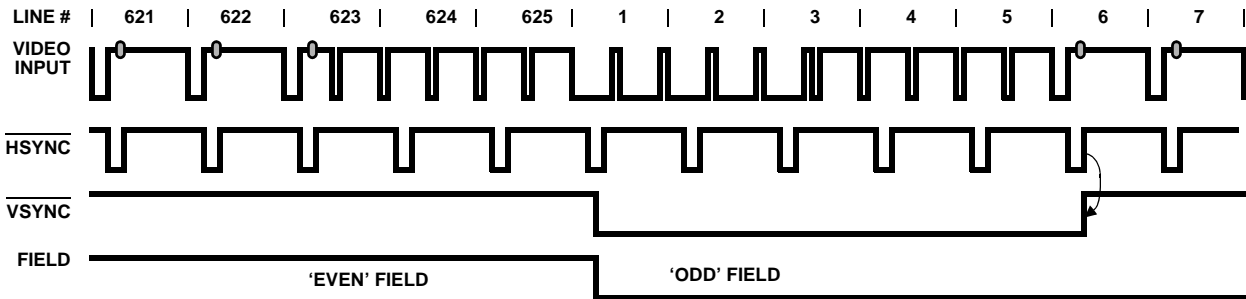 LINE # | 621 | 622 | 623 | 624 | 625 | 1 | 2 | 3 | 4 | 5 | 6 | 7 |
VIDEO
INPUT
HSYNC
VSYNC
FIELD
‘EVEN’ FIELD
‘ODD’ FIELD